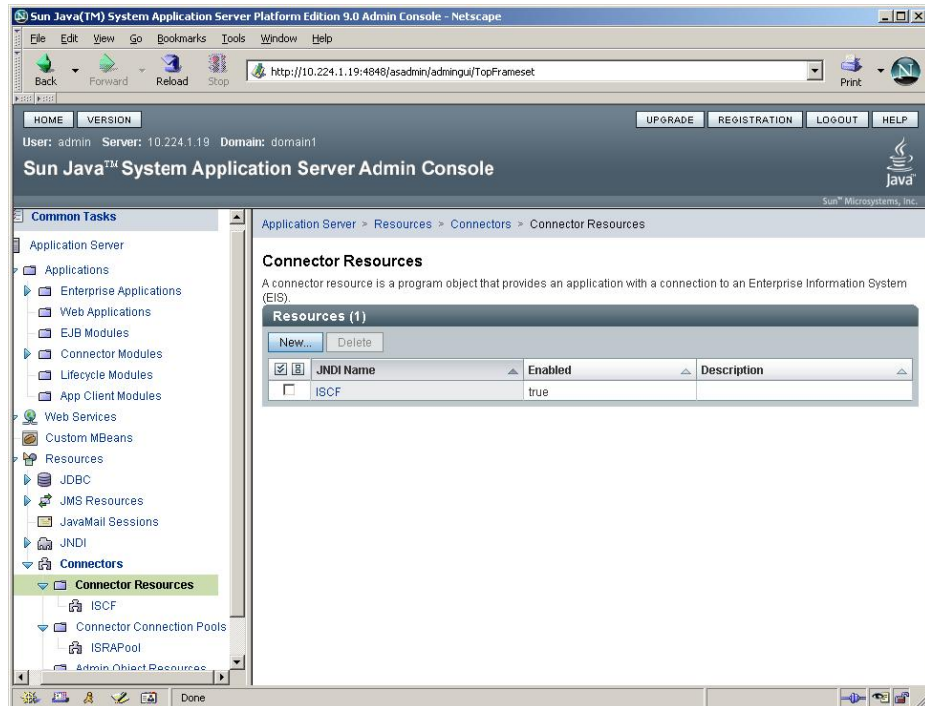 Sun Java(TM) System Application Server Platform Edition 9.0 Admin Console - Netscape
File Edit View Go Bookmarks Tools Window Help
Back Forward Reload Stop
http://10.224.1.19:4848/asadmin/admingui/TopFrameset
Print
N
HOME VERSION
UPGRADE REGISTRATION LOGOUT HELP
User: admin Server: 10.224.1.19 Domain: domain1
Sun Java™ System Application Server Admin Console
Java™
Sun™ Microsystems, Inc.
Common Tasks
Application Server
Applications
Enterprise Applications
Web Applications
EJB Modules
Connector Modules
Lifecycle Modules
App Client Modules
Web Services
Custom MBeans
Resources
JDBC
JMS Resources
JavaMail Sessions
JNDI
Connectors
Connector Resources
ISCF
Connector Connection Pools
ISRAPool
Admin Object Resources
Application Server > Resources > Connectors > Connector Resources
Connector Resources
A connector resource is a program object that provides an application with a connection to an Enterprise Information System
(EIS).
Resources (1)
New... Delete
JNDI Name Enabled Description
ISCF true
Done